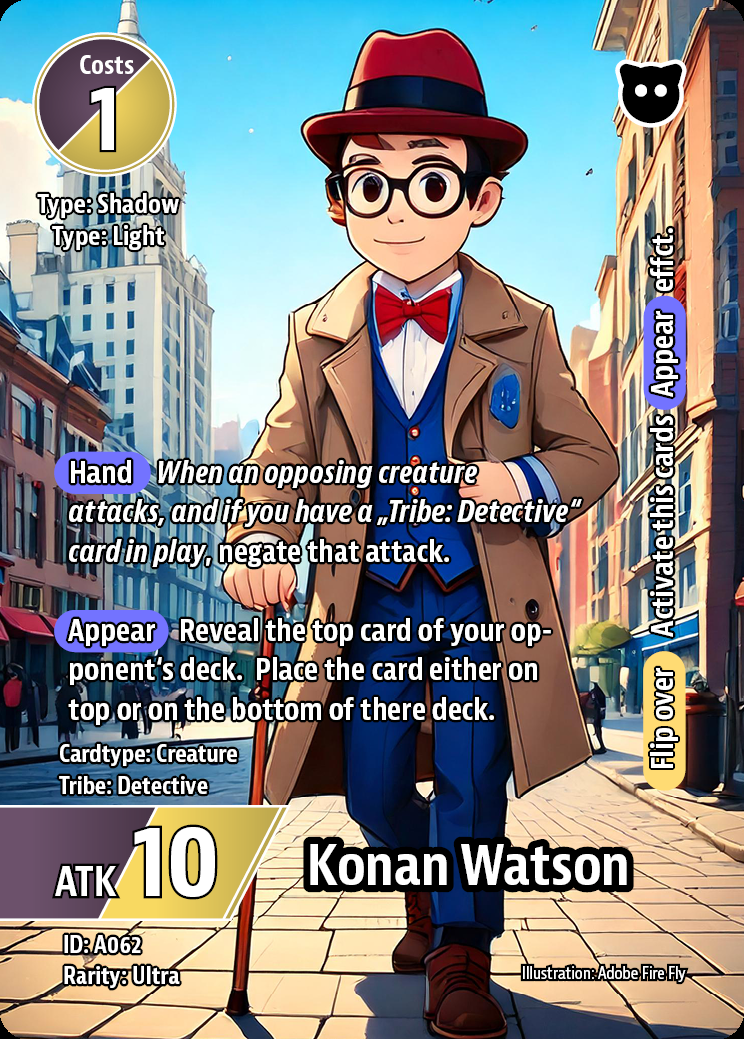 Costs
1
Type: Shadow
Type: Light
Hand When an opposing creature
attacks, and if you have a „Tribe: Detective“
card in play, negate that attack.
Appear Reveal the top card of your op-
ponent's deck. Place the card either on
top or on the bottom of there deck.
Flip over Activate this cards Appear effct.
Cardtype: Creature
Tribe: Detective
ATK 10
Konan Watson
ID: A062
Rarity: Ultra
Illustration: Adobe Fire Fly